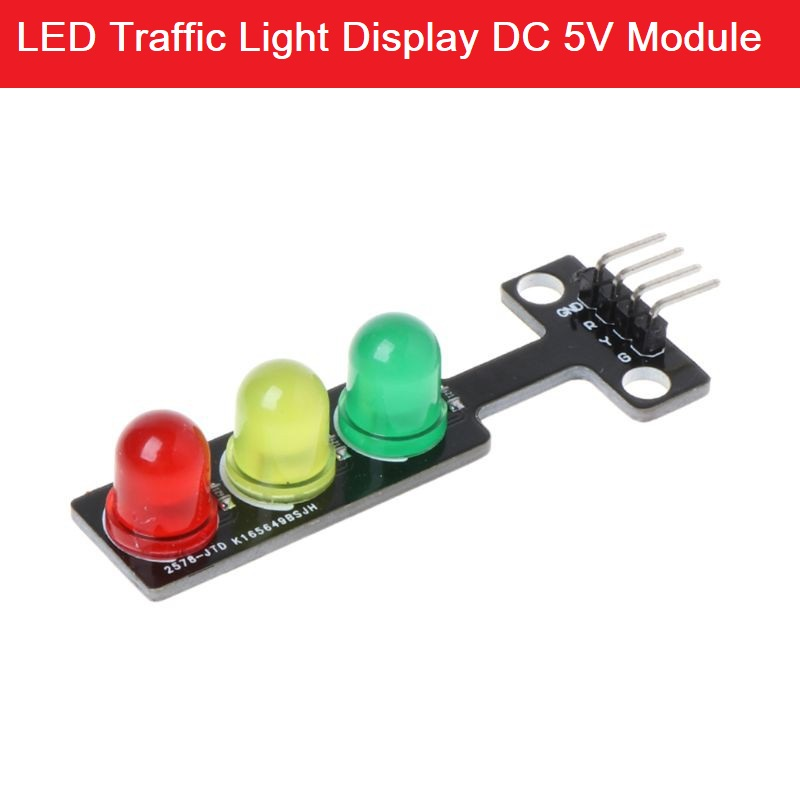 LED Traffic Light Display DC 5V Module
GND
R
Y
G
2578-JTD K165649BSJH